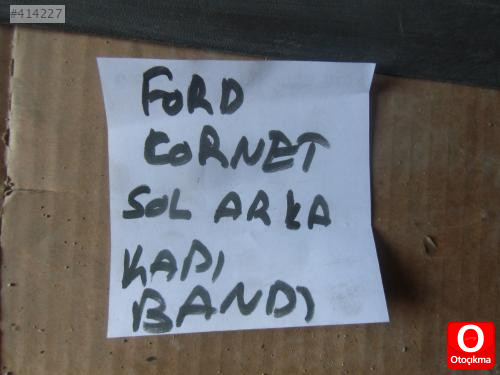 #414227
FORD
CORNET
SOL ARKA
KAPI
BANDI
O
Otoçıkma